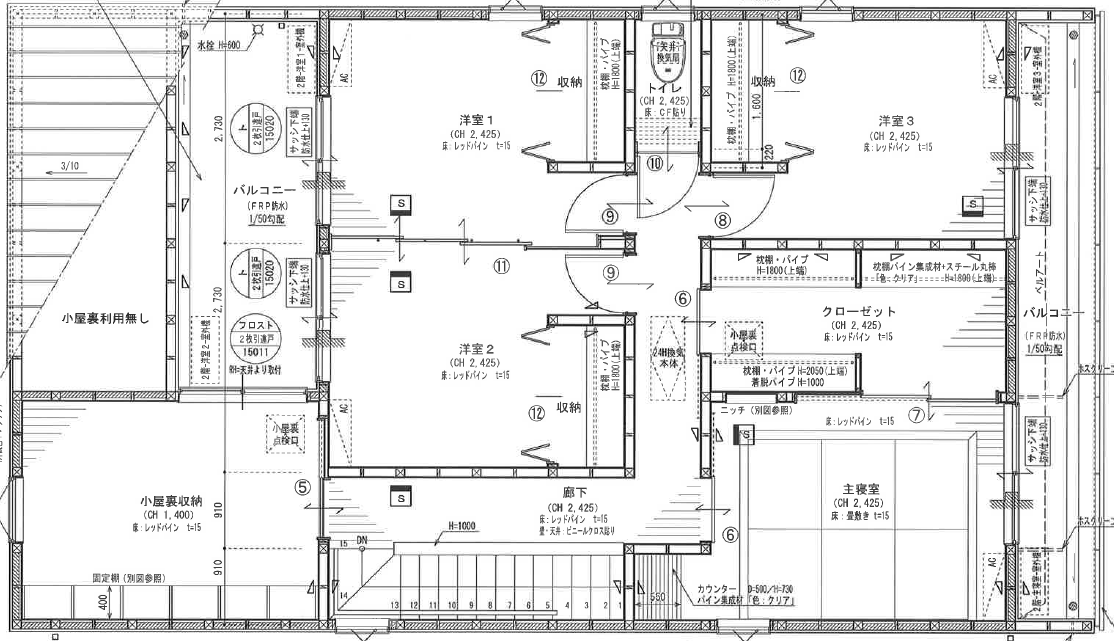 水栓 H=600
2階-洋室1-室外機
ト
2枚引違戸
15020
サッシ下端
防水仕上+130
2,730
3/10
バルコニー
(FRP防水)
1/50勾配
ト
2枚引違戸
15020
サッシ下端
防水仕上+130
2,730
小屋裏利用無し
フロスト
2枚引違戸
15011
RH=天井より取付
2階-洋室2-室外機
AC
洋室1
(CH 2,425)
床:レッドパイン t=15
⑫
収納
枕棚・パイプ
H=1800(上端)
S
天井
換気扇
トイレ
(CH 2,425)
床:CF貼り
⑩
枕棚・パイプ H=1800(上端)
収納
1,600
220
⑫
洋室3
(CH 2,425)
床:レッドパイン t=15
AC
S
2階-洋室3-室外機
サッシ下端
防水仕上+130
⑨
⑧
⑪
⑨
⑥
S
洋室2
(CH 2,425)
床:レッドパイン t=15
枕棚・パイプ
H=1800(上端)
⑫
収納
AC
24H換気
本体
枕棚・パイプ
H=1800(上端)
枕棚パイン集成材+スチール丸棒
「色:クリア」 H=1800(上端)
クローゼット
(CH 2,425)
床:レッドパイン t=15
小屋裏
点検口
枕棚・パイプ H=2050(上端)
着脱パイプ H=1000
ニッチ (別図参照)
床:レッドパイン t=15
⑦
バルコニー
(FRP防水)
1/50勾配
サッシ下端
防水仕上+130
S
小屋裏
点検口
小屋裏収納
(CH 1,400)
床:レッドパイン t=15
⑤
910
910
固定棚 (別図参照)
400
S
廊下
(CH 2,425)
床:レッドパイン t=15
壁・天井:ビニールクロス貼り
H=1000
15
DN
14
13 12 11 10 9 8 7 6 5 4 3 2 1
⑥
主寝室
(CH 2,425)
床:畳敷き t=15
カウンター D=500/H=730
パイン集成材「色:クリア」
550
AC
2階-主寝室-室外機